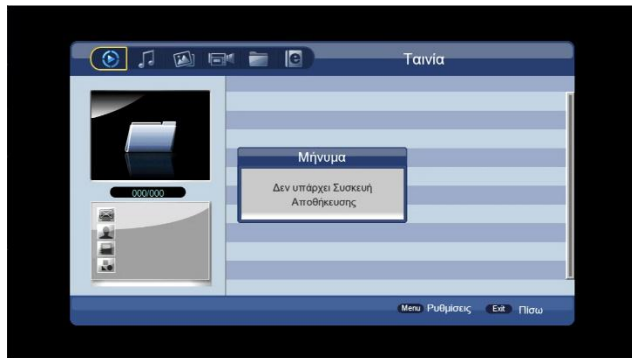 Ταινία
000/000
Μήνυμα
Δεν υπάρχει Συσκευή
Αποθήκευσης
Menu Ρυθμίσεις Exit Πίσω